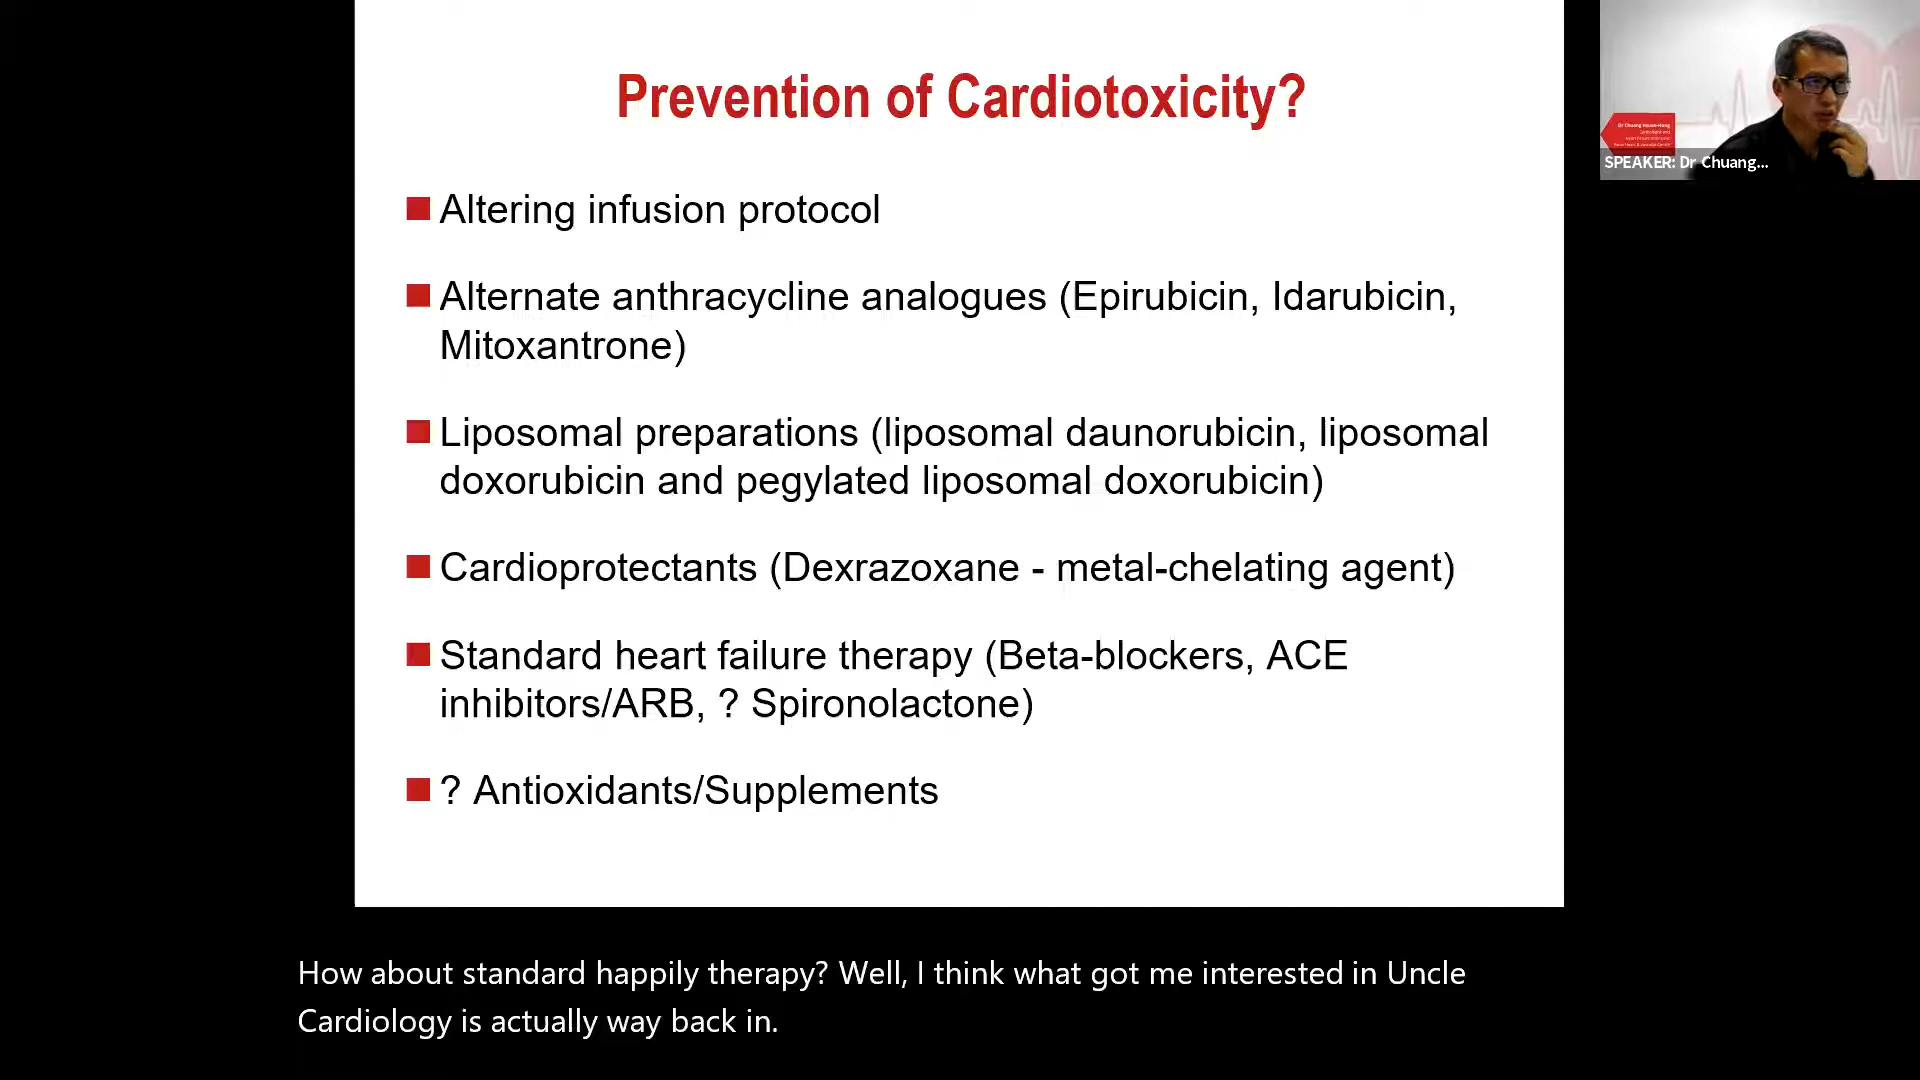 Prevention of Cardiotoxicity?
Altering infusion protocol
Alternate anthracycline analogues (Epirubicin, Idarubicin,
Mitoxantrone)
Liposomal preparations (liposomal daunorubicin, liposomal
doxorubicin and pegylated liposomal doxorubicin)
Cardioprotectants (Dexrazoxane - metal-chelating agent)
Standard heart failure therapy (Beta-blockers, ACE
inhibitors/ARB, ? Spironolactone)
? Antioxidants/Supplements
SPEAKER: Dr Chuang...
How about standard happily therapy? Well, I think what got me interested in Uncle
Cardiology is actually way back in.